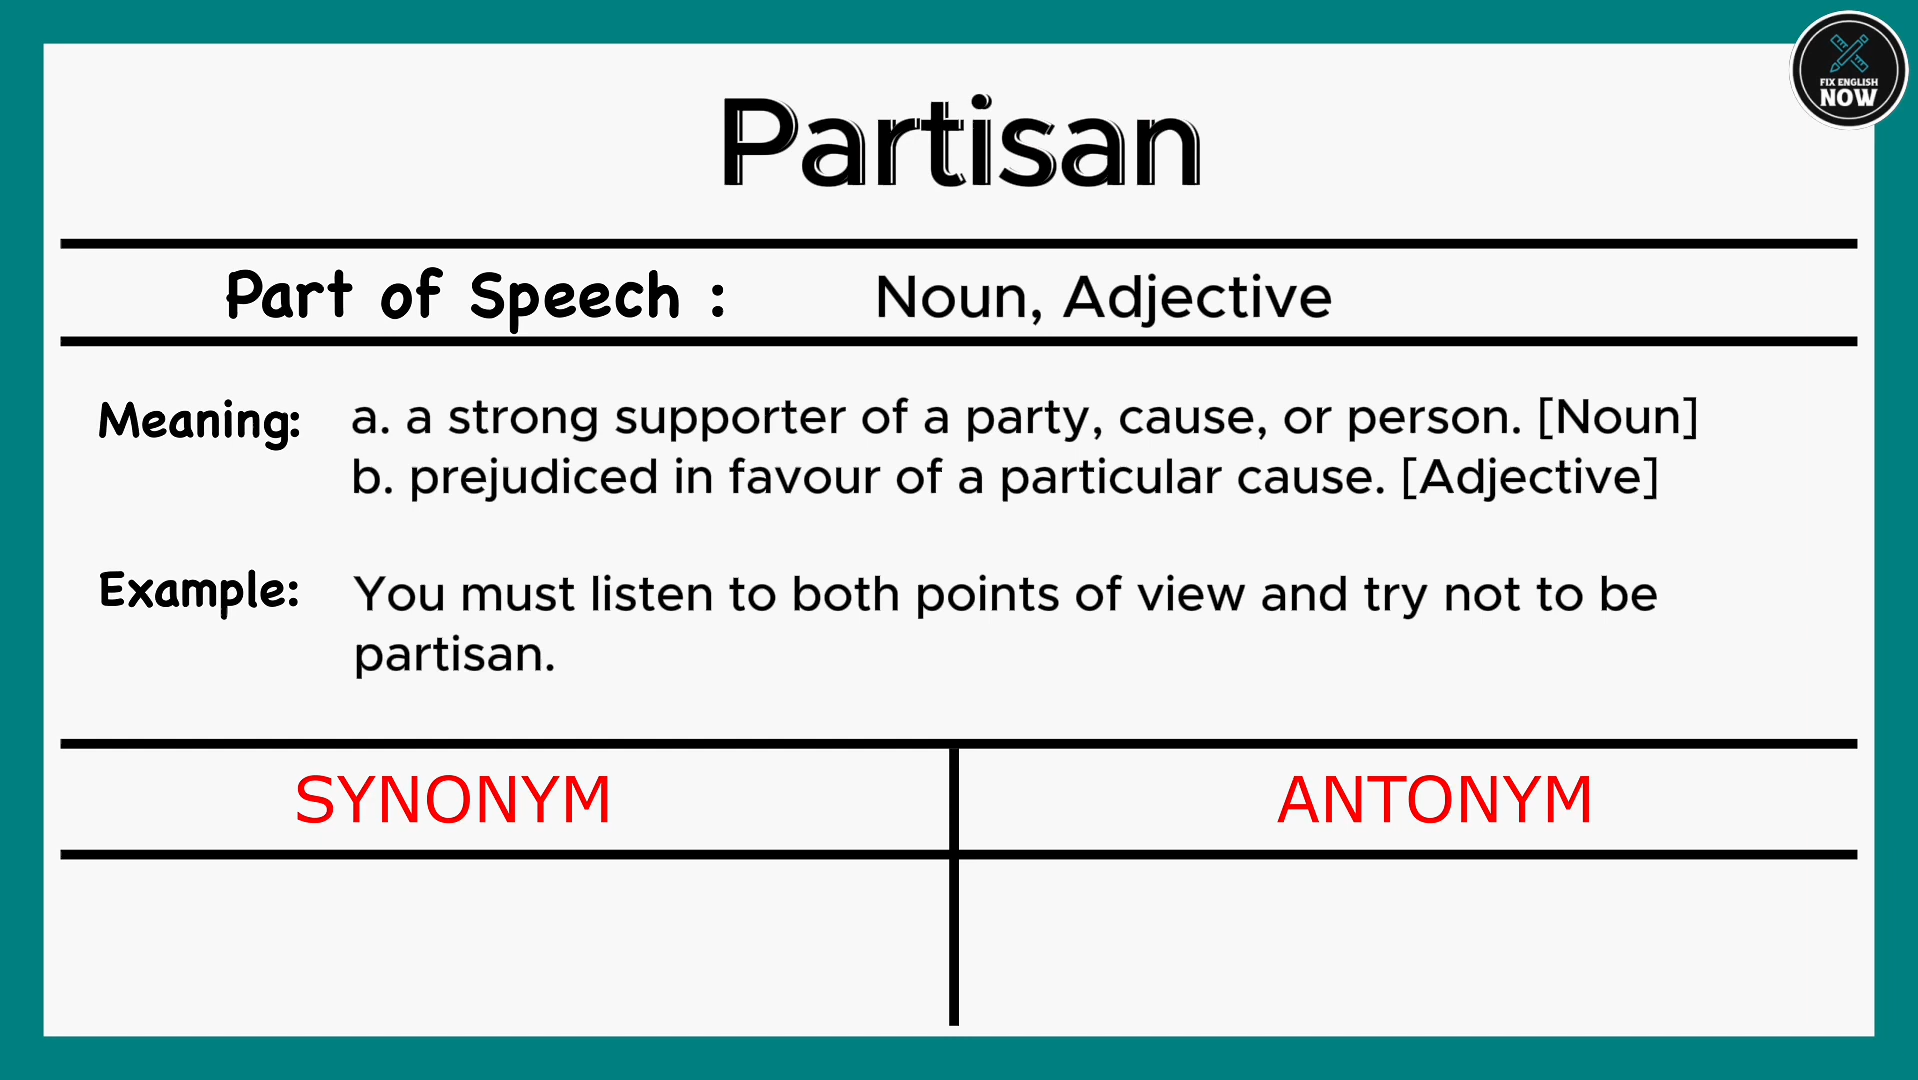 FIX ENGLISH
NOW
Partisan
Part of Speech : Noun, Adjective
Meaning: a. a strong supporter of a party, cause, or person. [Noun]
b. prejudiced in favour of a particular cause. [Adjective]
Example: You must listen to both points of view and try not to be
partisan.
SYNONYM ANTONYM